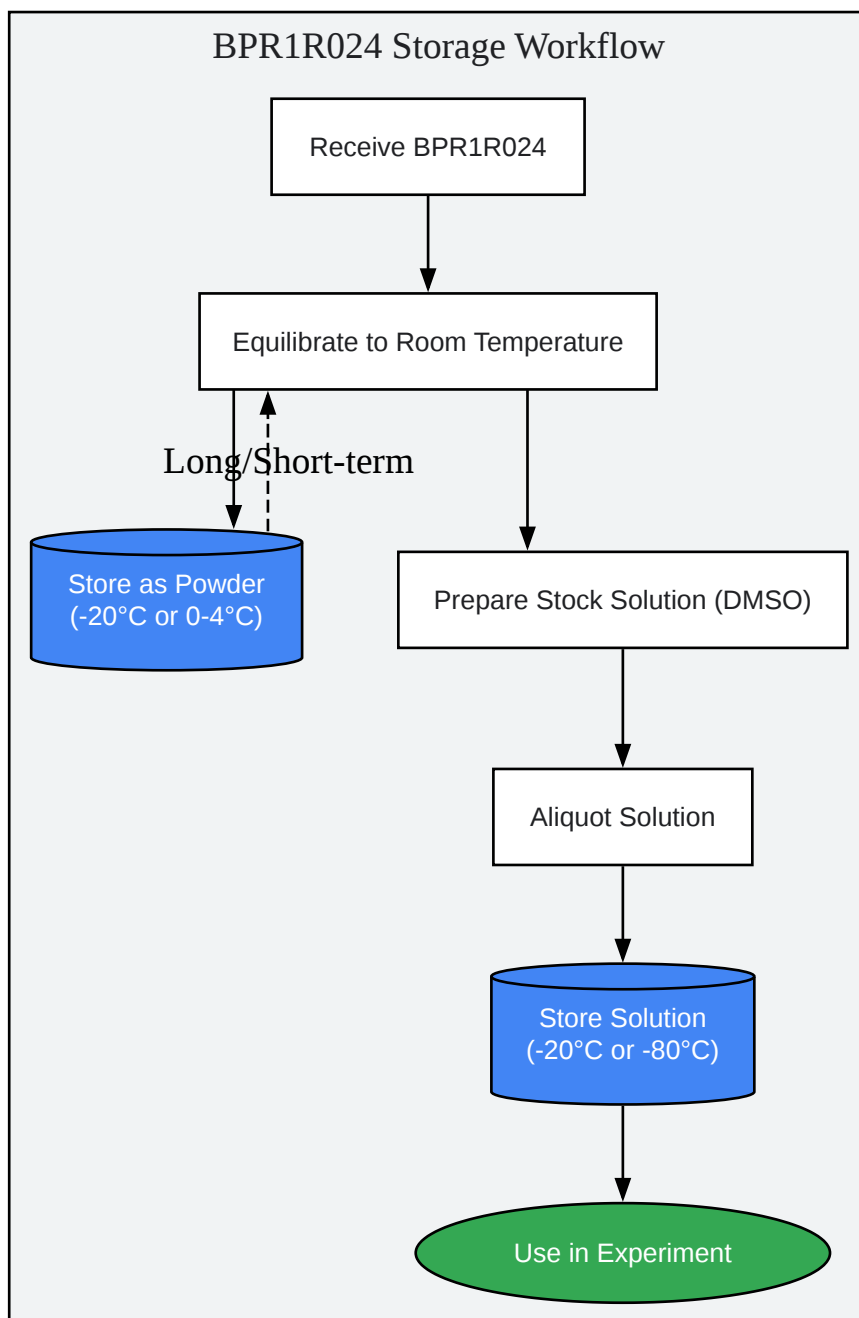 BPR1R024 Storage Workflow
Receive BPR1R024
Equilibrate to Room Temperature
Long/Short-term
Store as Powder
(-20°C or 0-4°C)
Prepare Stock Solution (DMSO)
Aliquot Solution
Store Solution
(-20°C or -80°C)
Use in Experiment